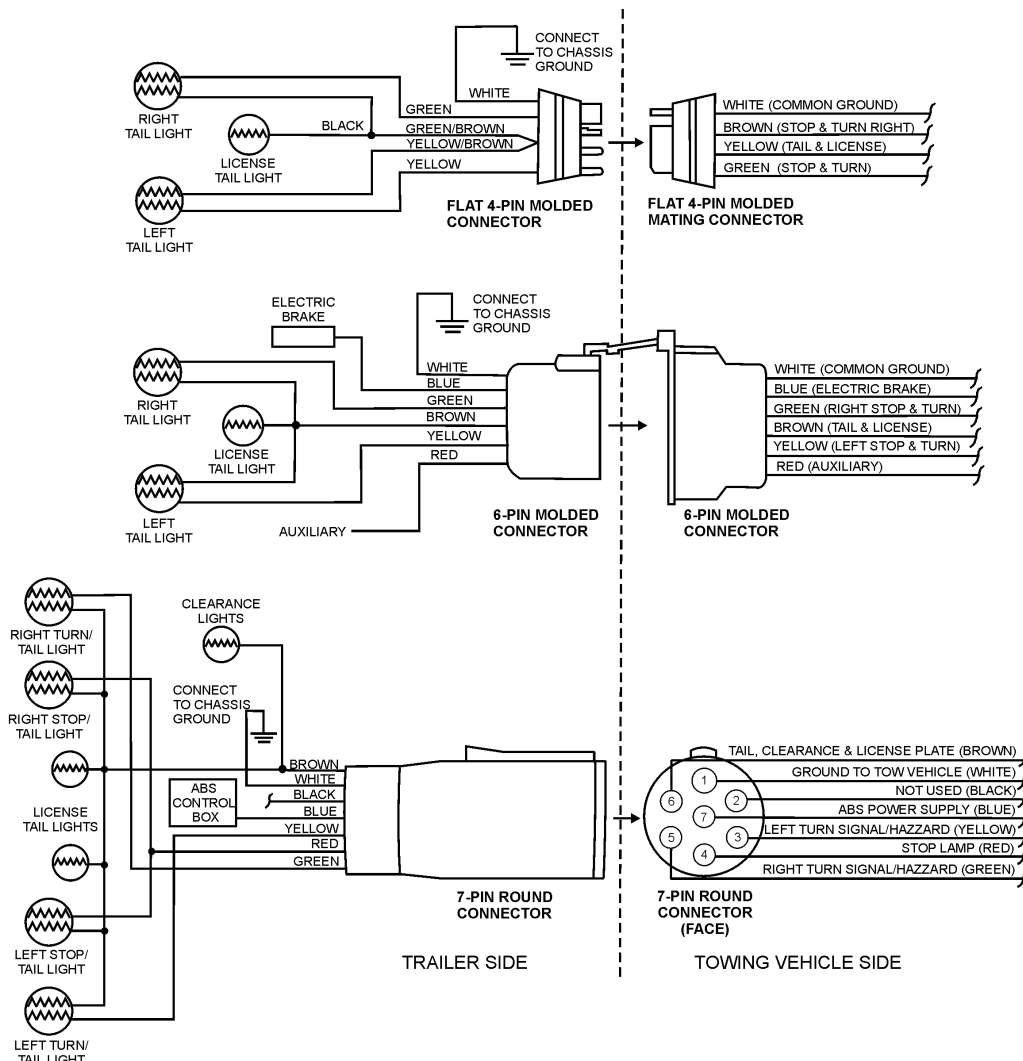 CONNECT
TO CHASSIS
GROUND
WHITE
GREEN
BLACK
GREEN/BROWN
YELLOW/BROWN
YELLOW
RIGHT
TAIL LIGHT
LICENSE
TAIL LIGHT
LEFT
TAIL LIGHT
FLAT 4-PIN MOLDED
CONNECTOR
WHITE (COMMON GROUND)
BROWN (STOP & TURN RIGHT)
YELLOW (TAIL & LICENSE)
GREEN (STOP & TURN)
FLAT 4-PIN MOLDED
MATING CONNECTOR
ELECTRIC
BRAKE
CONNECT
TO CHASSIS
GROUND
WHITE
BLUE
GREEN
BROWN
YELLOW
RED
RIGHT
TAIL LIGHT
LICENSE
TAIL LIGHT
LEFT
TAIL LIGHT
AUXILIARY
6-PIN MOLDED
CONNECTOR
WHITE (COMMON GROUND)
BLUE (ELECTRIC BRAKE)
GREEN (RIGHT STOP & TURN)
BROWN (TAIL & LICENSE)
YELLOW (LEFT STOP & TURN)
RED (AUXILIARY)
6-PIN MOLDED
CONNECTOR
RIGHT TURN/
TAIL LIGHT
CLEARANCE
LIGHTS
RIGHT STOP/
TAIL LIGHT
CONNECT
TO CHASSIS
GROUND
LICENSE
TAIL LIGHTS
ABS
CONTROL
BOX
BROWN
WHITE
BLACK
BLUE
YELLOW
RED
GREEN
LEFT STOP/
TAIL LIGHT
LEFT TURN/
TAIL LIGHT
7-PIN ROUND
CONNECTOR
TRAILER SIDE
1
2
3
4
5
6
7
TAIL, CLEARANCE & LICENSE PLATE (BROWN)
GROUND TO TOW VEHICLE (WHITE)
NOT USED (BLACK)
ABS POWER SUPPLY (BLUE)
LEFT TURN SIGNAL/HAZZARD (YELLOW)
STOP LAMP (RED)
RIGHT TURN SIGNAL/HAZZARD (GREEN)
7-PIN ROUND
CONNECTOR
(FACE)
TOWING VEHICLE SIDE